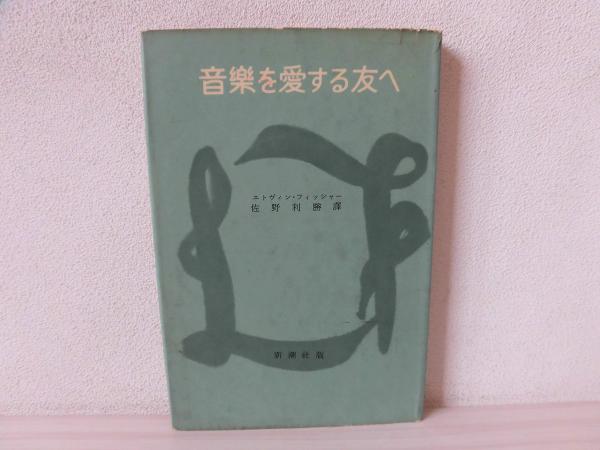 音樂を愛する友へ
エトヴィン・フィッシャー
佐野利勝譯
新潮社版